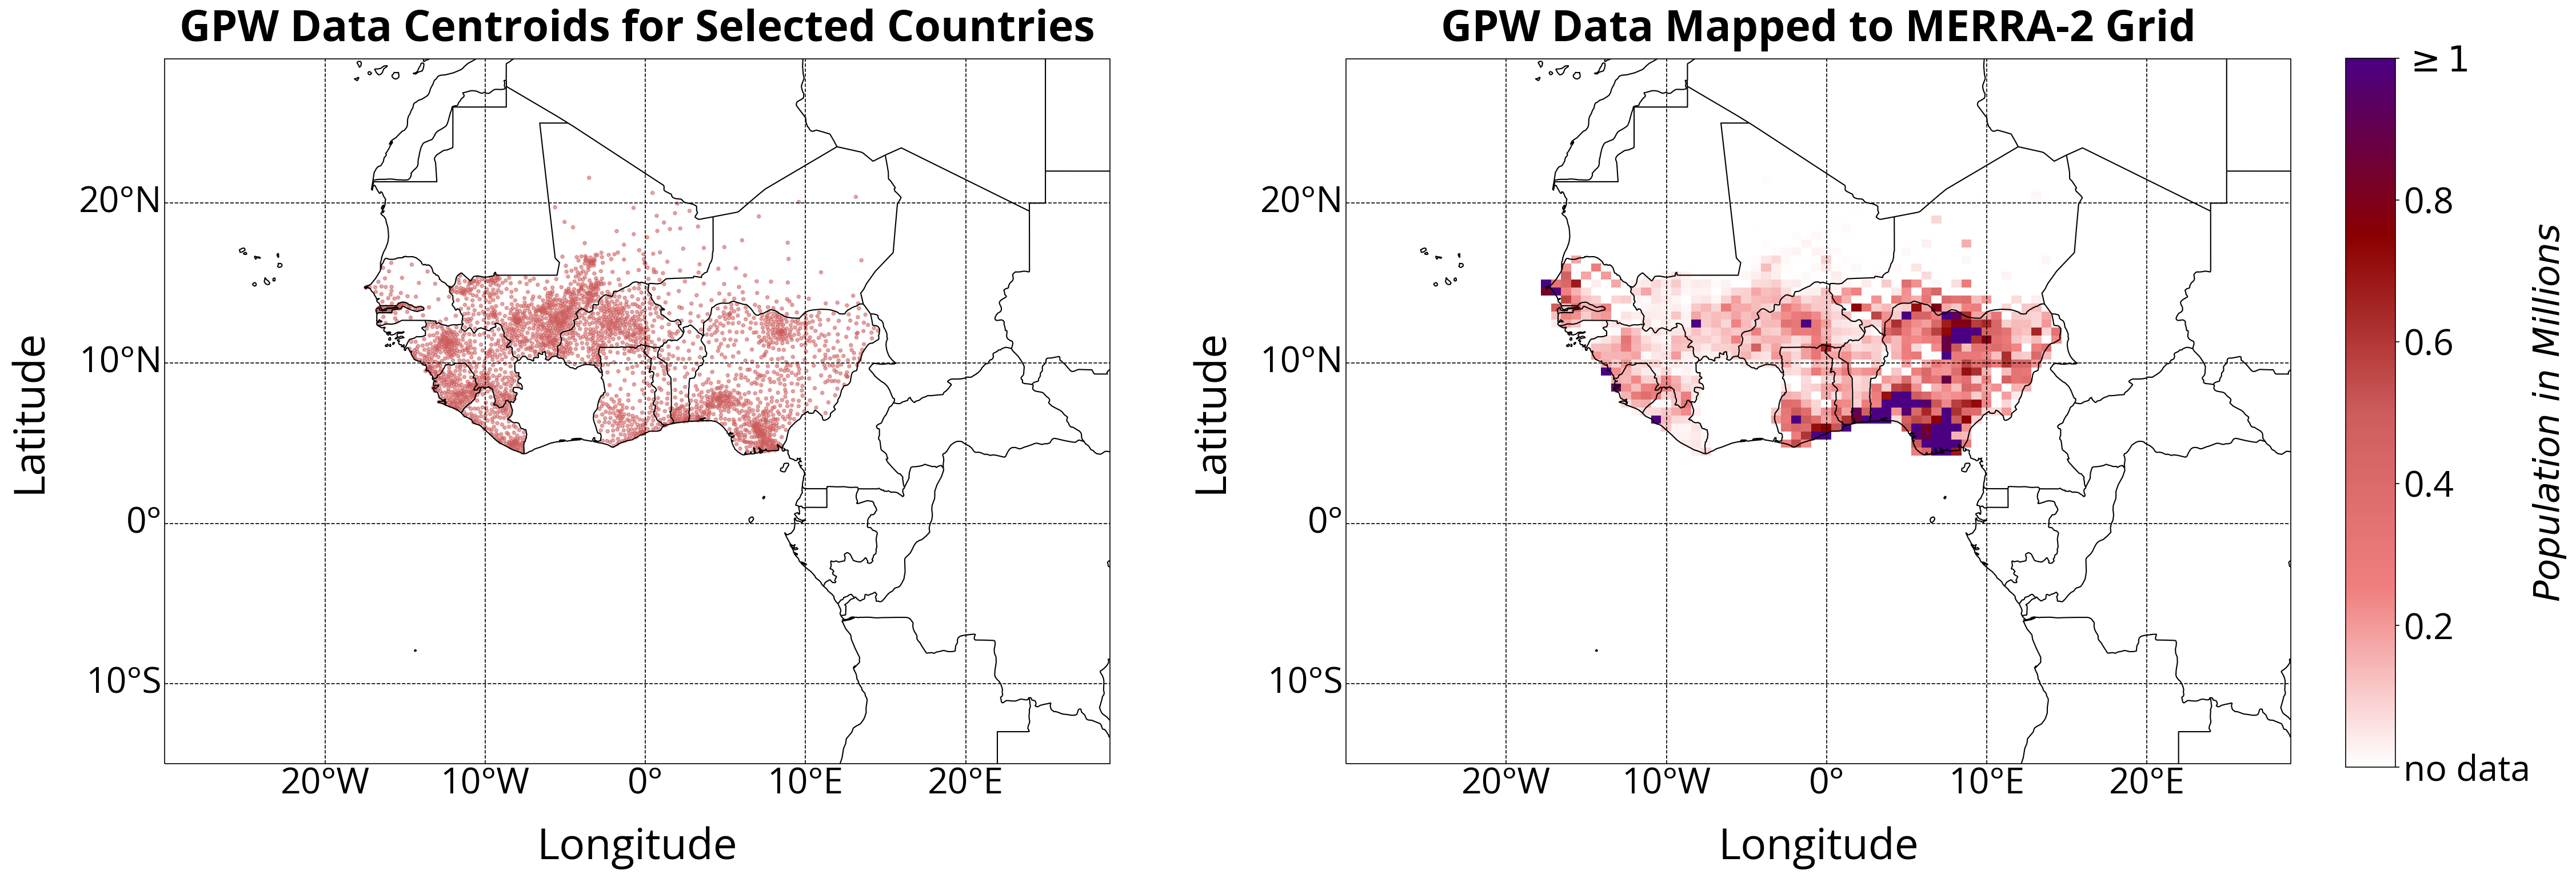 GPW Data Centroids for Selected Countries
20°N
10°N
0°
10°S
20°W 10°W 0° 10°E 20°E
Latitude
Longitude
GPW Data Mapped to MERRA-2 Grid
20°N
10°N
0°
10°S
20°W 10°W 0° 10°E 20°E
Latitude
Longitude
≥ 1
0.8
0.6
0.4
0.2
no data
Population in Millions